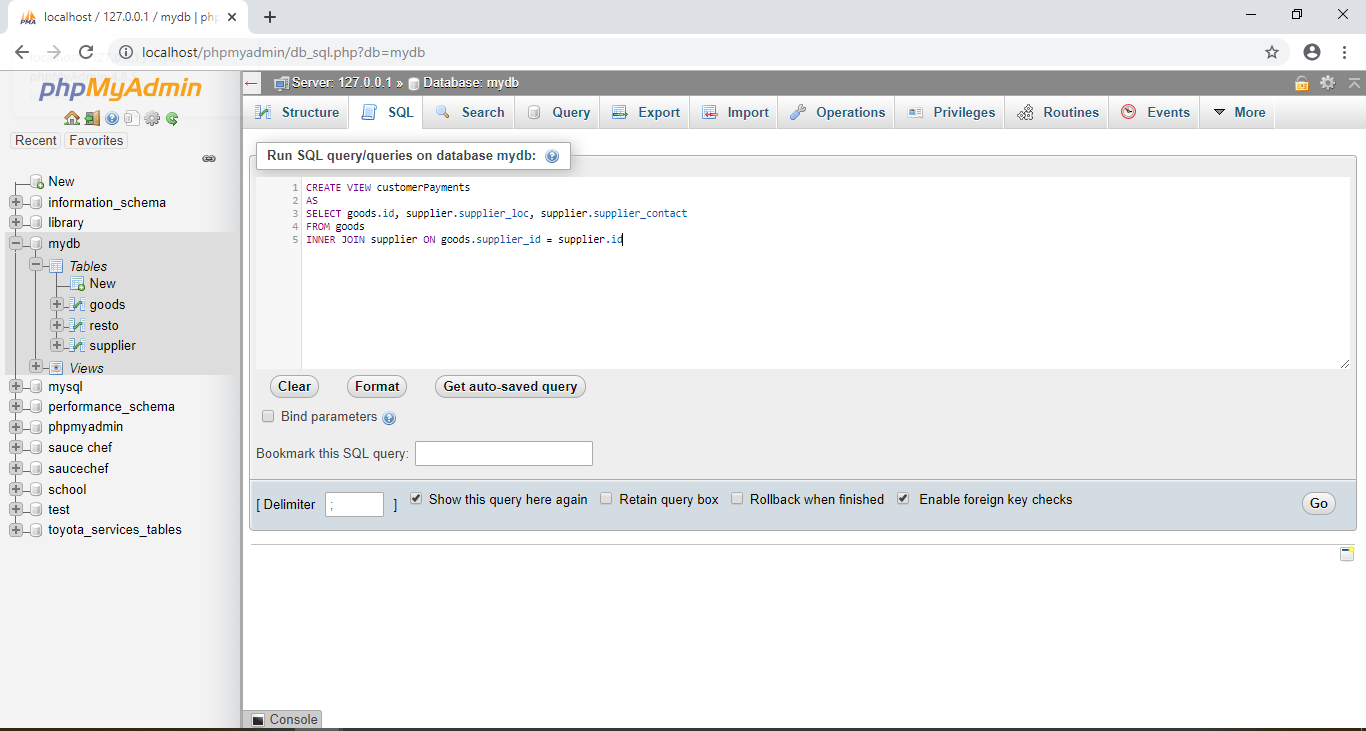 localhost / 127.0.0.1 / mydb | ph
localhost/phpmyadmin/db_sql.php?db=mydb
phpMyAdmin
Recent Favorites
New
information_schema
library
mydb
Tables
New
goods
resto
supplier
Views
mysql
performance_schema
phpmyadmin
sauce chef
saucechef
school
test
toyota_services_tables
Server: 127.0.0.1 » Database: mydb
Structure SQL Search Query Export Import Operations Privileges Routines Events More
Run SQL query/queries on database mydb:
1 CREATE VIEW customerPayments
2 AS
3 SELECT goods.id, supplier.supplier_loc, supplier.supplier_contact
4 FROM goods
5 INNER JOIN supplier ON goods.supplier_id = supplier.id
Clear Format Get auto-saved query
Bind parameters
Bookmark this SQL query:
[ Delimiter ; ] Show this query here again Retain query box Rollback when finished Enable foreign key checks Go
Console